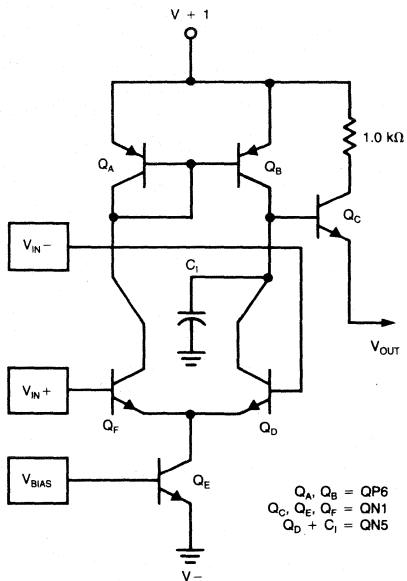 V + 1
1.0 kΩ
Q_A
Q_B
Q_C
V_IN−
C_I
V_OUT
V_IN+
Q_F
Q_D
V_BIAS
Q_E
Q_A, Q_B = QP6
Q_C, Q_E, Q_F = QN1
Q_D + C_I = QN5
V−